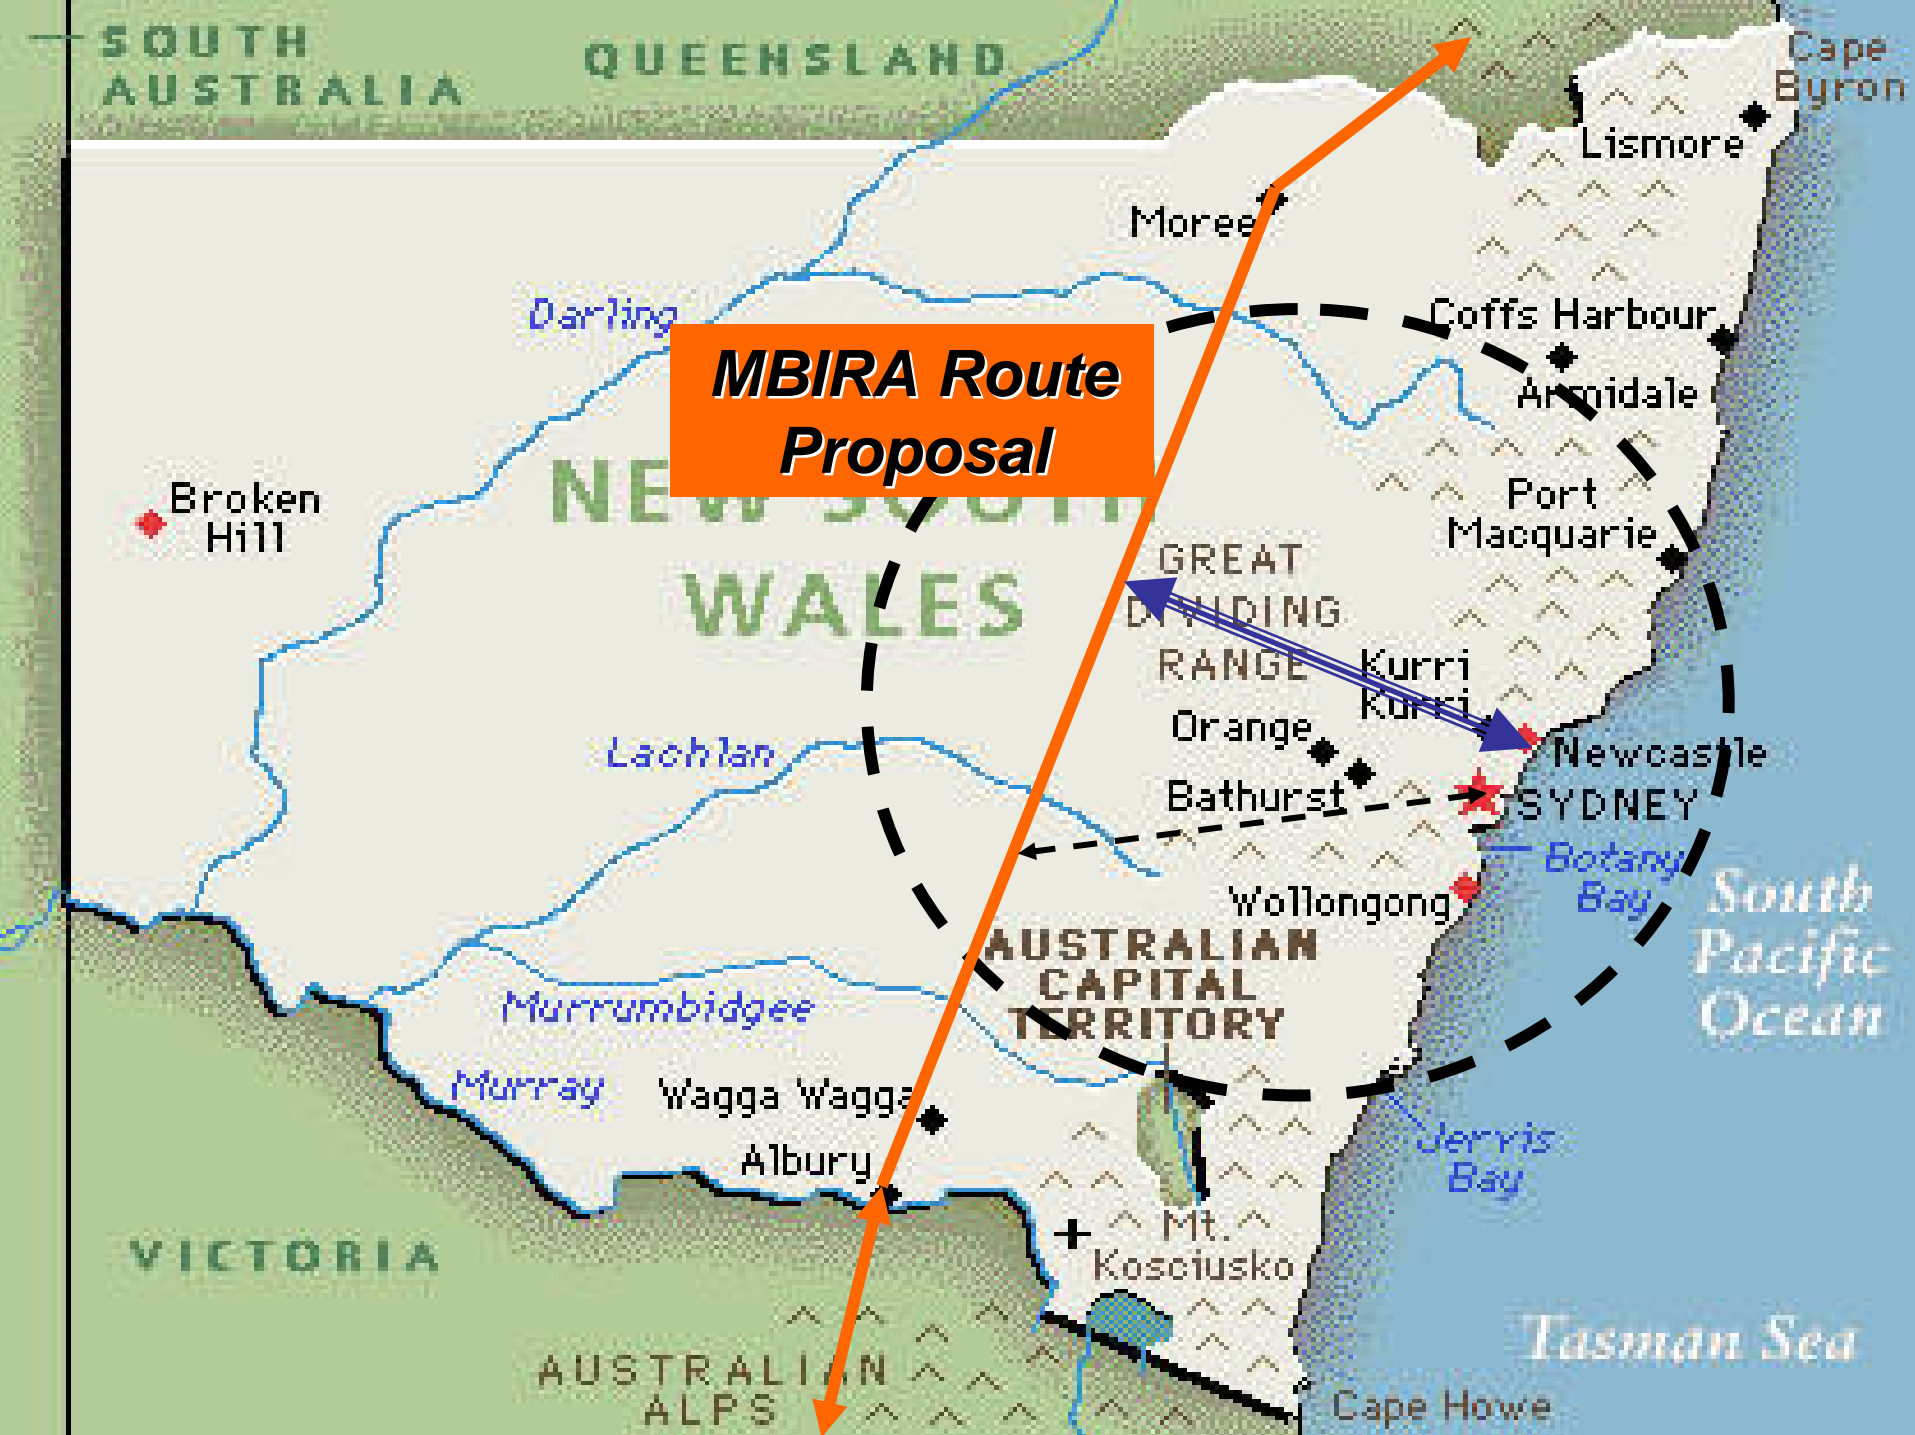 SOUTH
AUSTRALIA
QUEENSLAND
Cape
Byron
Lismore
Moree
Darling
Coffs Harbour
Armidale
MBIRA Route
Proposal
NEW SOUTH
WALES
Broken
Hill
Port
Macquarie
GREAT
DIVIDING
RANGE
Kurri
Kurri
Orange
Newcastle
Lachlan
Bathurst
SYDNEY
Botany
Bay
Wollongong
South
Pacific
Ocean
AUSTRALIAN
CAPITAL
TERRITORY
Murrumbidgee
Murray
Wagga Wagga
Albury
Jervis
Bay
Mt.
Kosciusko
VICTORIA
Tasman Sea
AUSTRALIAN
ALPS
Cape Howe